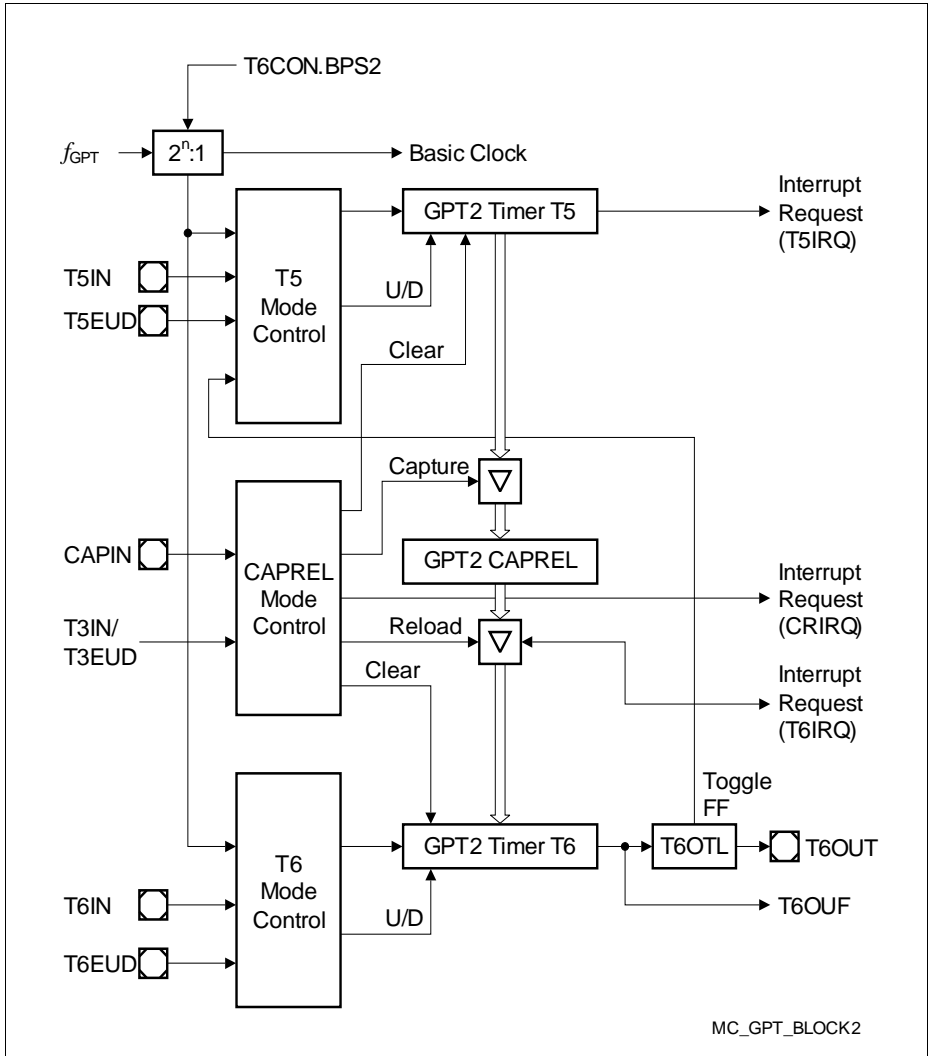 T6CON.BPS2
fGPT
2n:1
Basic Clock
Interrupt
Request
(T5IRQ)
GPT2 Timer T5
T5IN
T5
Mode
Control
U/D
T5EUD
Clear
Capture
CAPIN
CAPREL
Mode
Control
GPT2 CAPREL
Interrupt
Request
(CRIRQ)
T3IN/
T3EUD
Reload
Clear
Interrupt
Request
(T6IRQ)
Toggle
FF
GPT2 Timer T6
T6OTL
T6OUT
T6
Mode
Control
T6IN
U/D
T6OUF
T6EUD
MC_GPT_BLOCK2